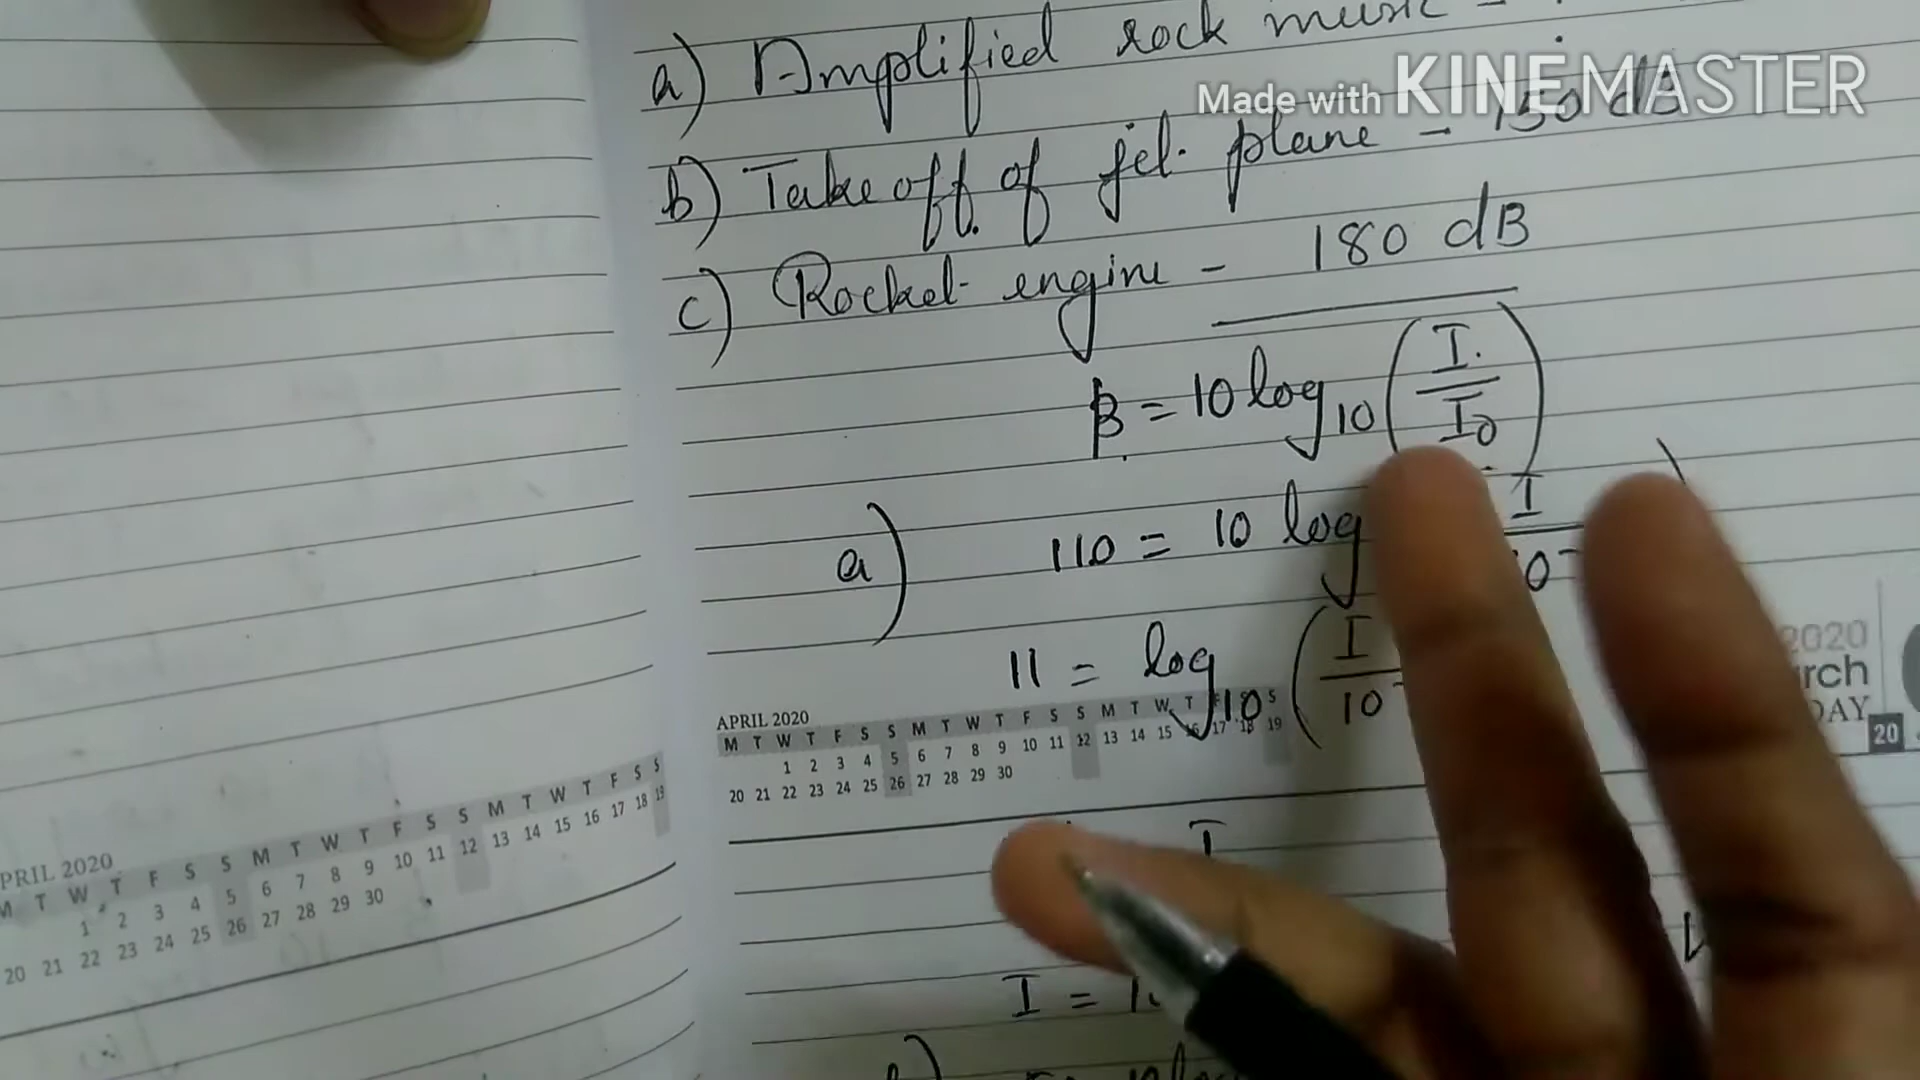 a) Amplified rock music -
Made with KINEMASTER
b) Take off of jet plane - 150 dB
c) Rocket engine - 180 dB
β = 10 log10 (I/I0)
a) 110 = 10 log I
11 = log10 (I/10-
APRIL 2020
M T W T F S S M T W T F S S M T W T F S S
1 2 3 4 5 6 7 8 9 10 11 12 13 14 15 16 17 18 19
20 21 22 23 24 25 26 27 28 29 30
I
I =
PRIL 2020
M T W T F S S M T W T F S S M T W T F S S
1 2 3 4 5 6 7 8 9 10 11 12 13 14 15 16 17 18 19
20 21 22 23 24 25 26 27 28 29 30
2020
rch
DAY
20